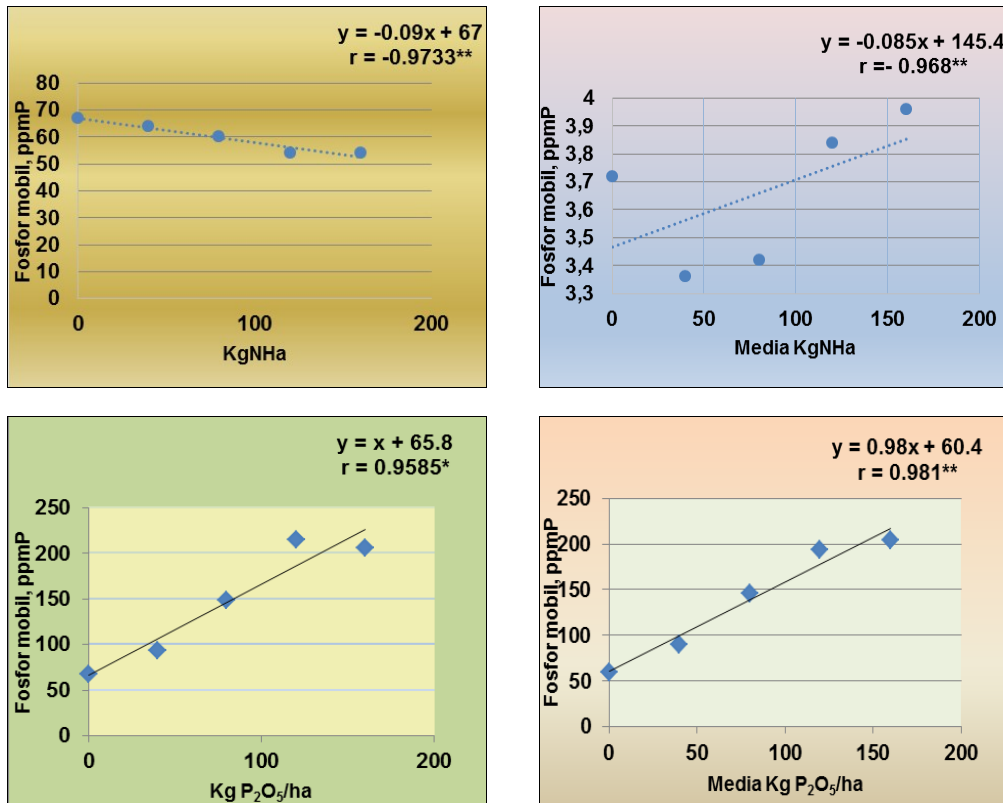 y = -0.09x + 67
r = -0.9733**
Fosfor mobil, ppmP
80
70
60
50
40
30
20
10
0
0 100 200
KgNHa
y = -0.085x + 145.4
r =- 0.968**
Fosfor mobil, ppmP
4
3,9
3,8
3,7
3,6
3,5
3,4
3,3
0 50 100 150 200
Media KgNHa
y = x + 65.8
r = 0.9585*
Fosfor mobil, ppmP
250
200
150
100
50
0
0 100 200
Kg P₂O₅/ha
y = 0.98x + 60.4
r = 0.981**
Fosfor mobil, ppmP
250
200
150
100
50
0
0 50 100 150 200
Media Kg P₂O₅/ha